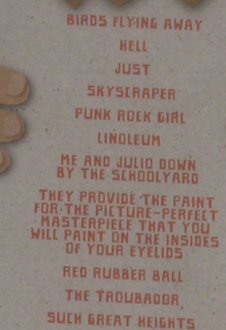 BIRDS FLYING AWAY
HELL
JUST
SKYSCRAPER
PUNK ROCK GIRL
LINOLEUM
ME AND JULIO DOWN
BY THE SCHOOLYARD
THEY PROVIDE THE PAINT
FOR THE PICTURE-PERFECT
MASTERPIECE THAT YOU
WILL PAINT ON THE INSIDES
OF YOUR EYELIDS
RED RUBBER BALL
THE TROUBADOR
SUCH GREAT HEIGHTS